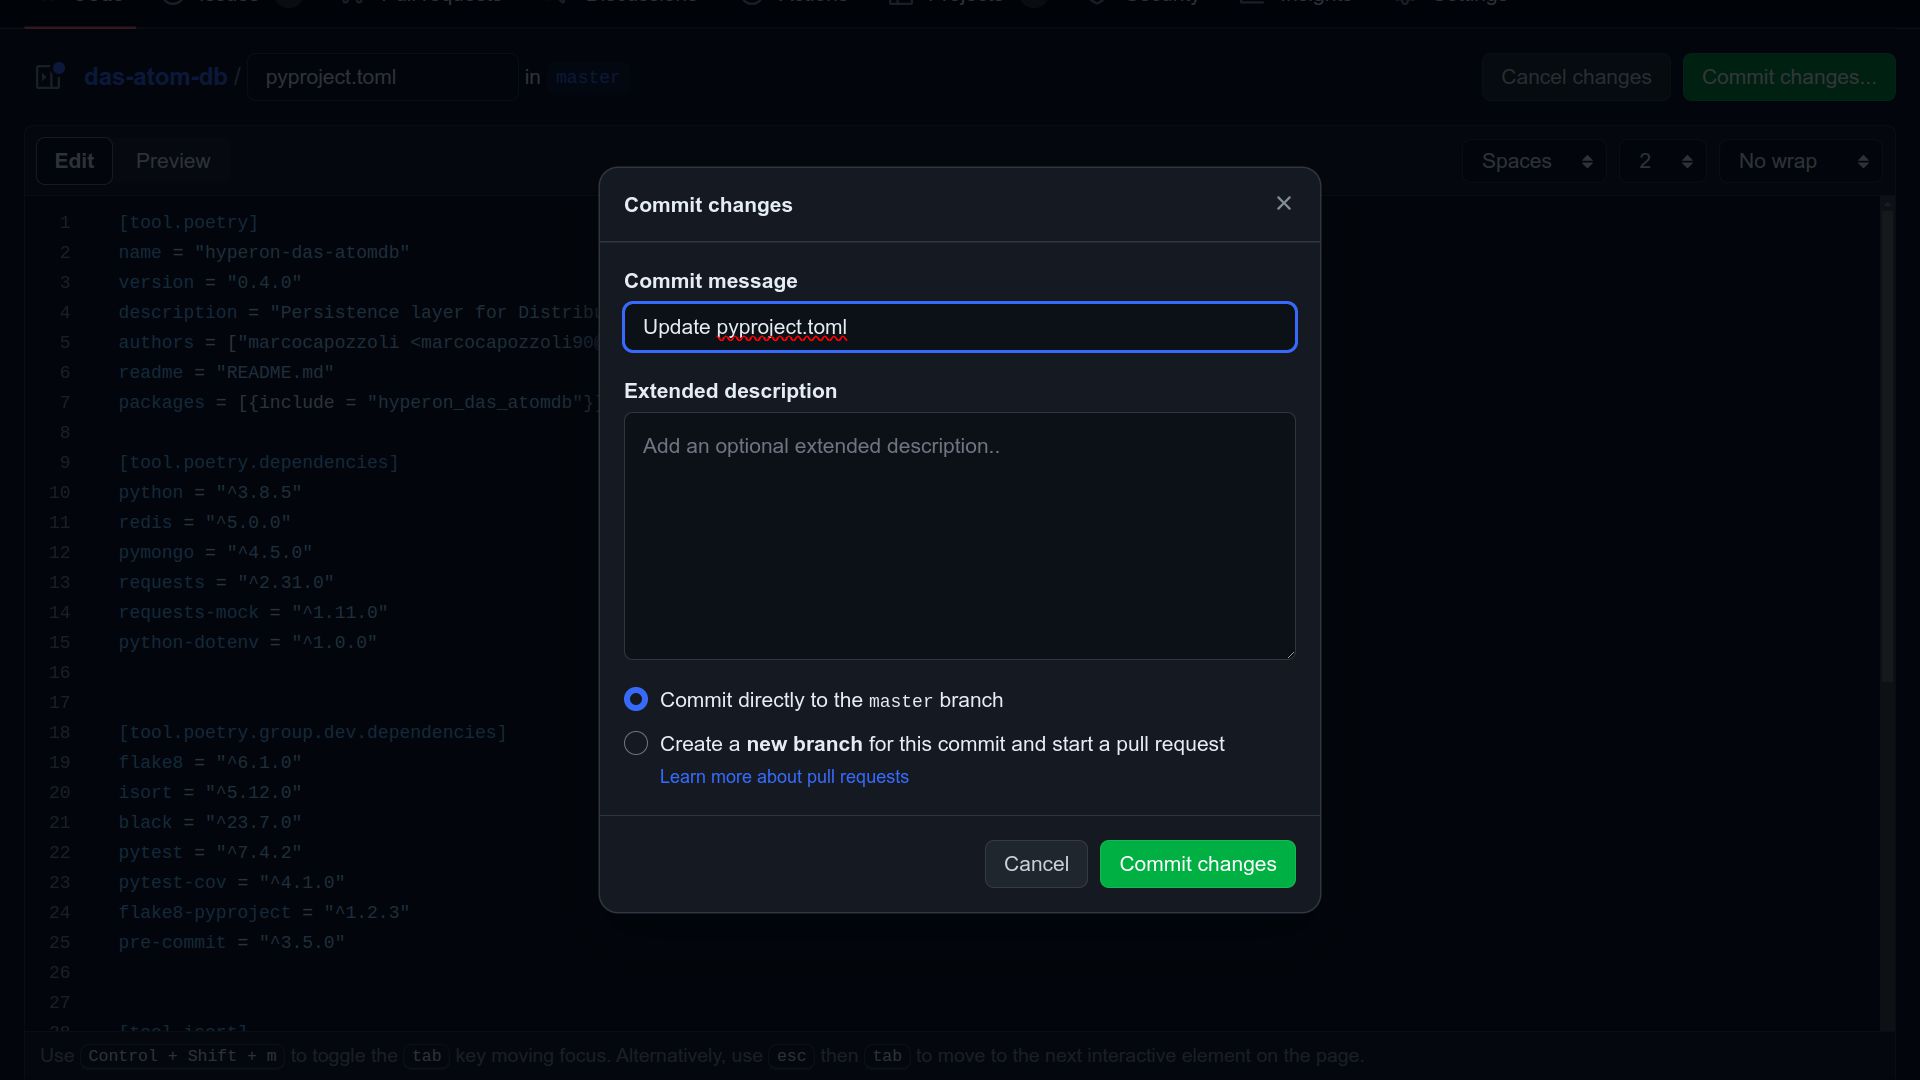 das-atom-db / pyproject.toml in master
Cancel changes
Commit changes...
Edit
Preview
Spaces
2
No wrap
1 [tool.poetry]
2 name = "hyperon-das-atomdb"
3 version = "0.4.0"
4 description = "Persistence layer for Distribu
5 authors = ["marcocapozzoli <marcocapozzoli90@
6 readme = "README.md"
7 packages = [{include = "hyperon_das_atomdb"}]
8
9 [tool.poetry.dependencies]
10 python = "^3.8.5"
11 redis = "^5.0.0"
12 pymongo = "^4.5.0"
13 requests = "^2.31.0"
14 requests-mock = "^1.11.0"
15 python-dotenv = "^1.0.0"
16
17
18 [tool.poetry.group.dev.dependencies]
19 flake8 = "^6.1.0"
20 isort = "^5.12.0"
21 black = "^23.7.0"
22 pytest = "^7.4.2"
23 pytest-cov = "^4.1.0"
24 flake8-pyproject = "^1.2.3"
25 pre-commit = "^3.5.0"
26
27
28 [tool.isort]
Commit changes
Commit message
Update pyproject.toml
Extended description
Add an optional extended description..
Commit directly to the master branch
Create a new branch for this commit and start a pull request
Learn more about pull requests
Cancel
Commit changes
Use Control + Shift + m to toggle the tab key moving focus. Alternatively, use esc then tab to move to the next interactive element on the page.